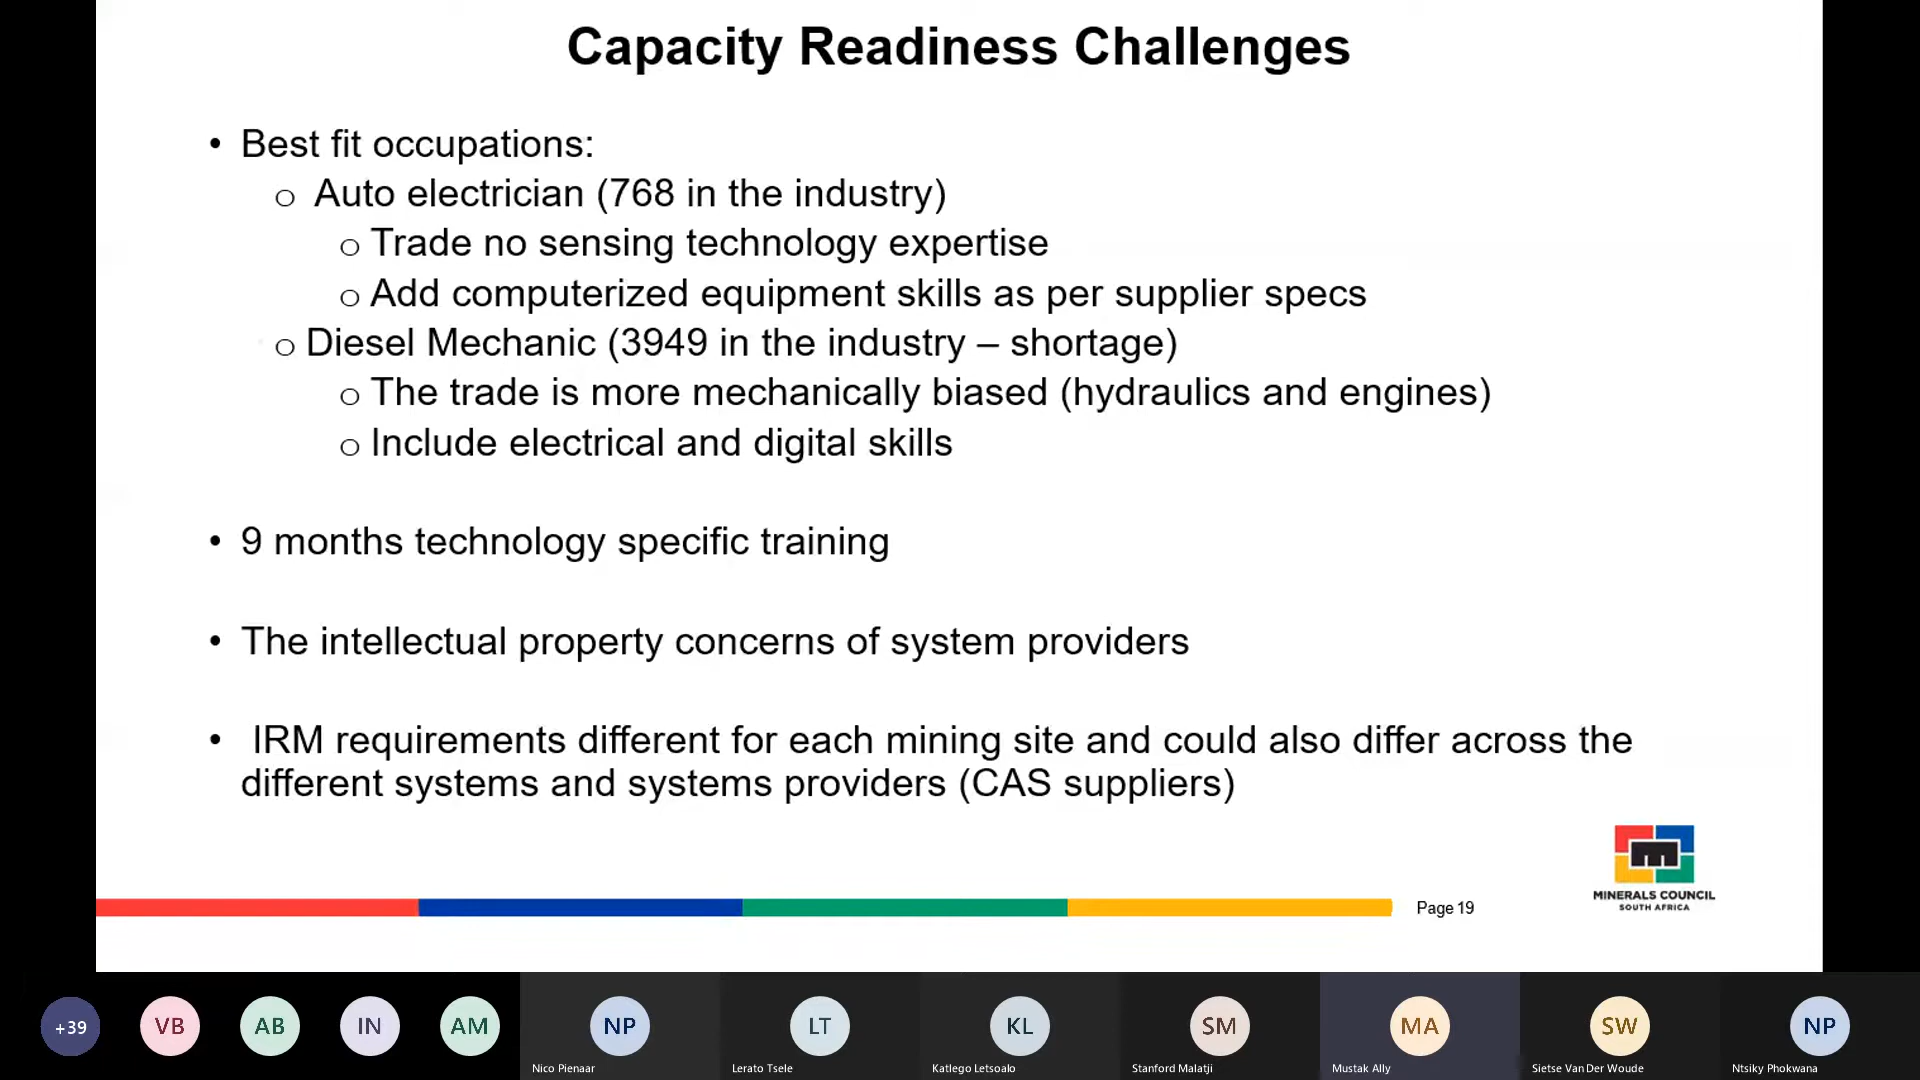 Capacity Readiness Challenges
• Best fit occupations:
o Auto electrician (768 in the industry)
o Trade no sensing technology expertise
o Add computerized equipment skills as per supplier specs
o Diesel Mechanic (3949 in the industry – shortage)
o The trade is more mechanically biased (hydraulics and engines)
o Include electrical and digital skills
• 9 months technology specific training
• The intellectual property concerns of system providers
• IRM requirements different for each mining site and could also differ across the
different systems and systems providers (CAS suppliers)
m
MINERALS COUNCIL
SOUTH AFRICA
Page 19
+39 VB AB IN AM NP LT KL SM MA SW NP
Nico Pienaar Lerato Tsele Katlego Letsoalo Stanford Malatji Mustak Ally Sietse Van Der Woude Ntsiky Phokwana